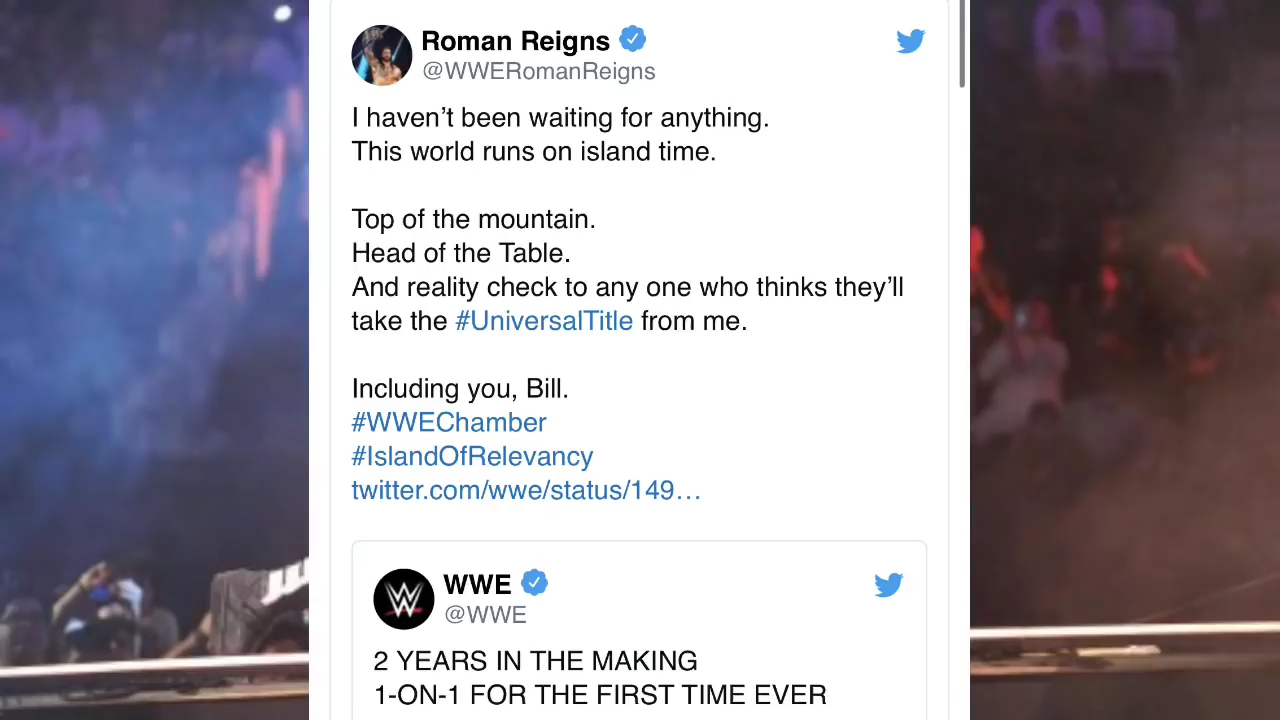 Roman Reigns
@WWERomanReigns
I haven’t been waiting for anything.
This world runs on island time.
Top of the mountain.
Head of the Table.
And reality check to any one who thinks they’ll
take the #UniversalTitle from me.
Including you, Bill.
#WWEChamber
#IslandOfRelevancy
twitter.com/wwe/status/149…
WWE
@WWE
2 YEARS IN THE MAKING
1-ON-1 FOR THE FIRST TIME EVER